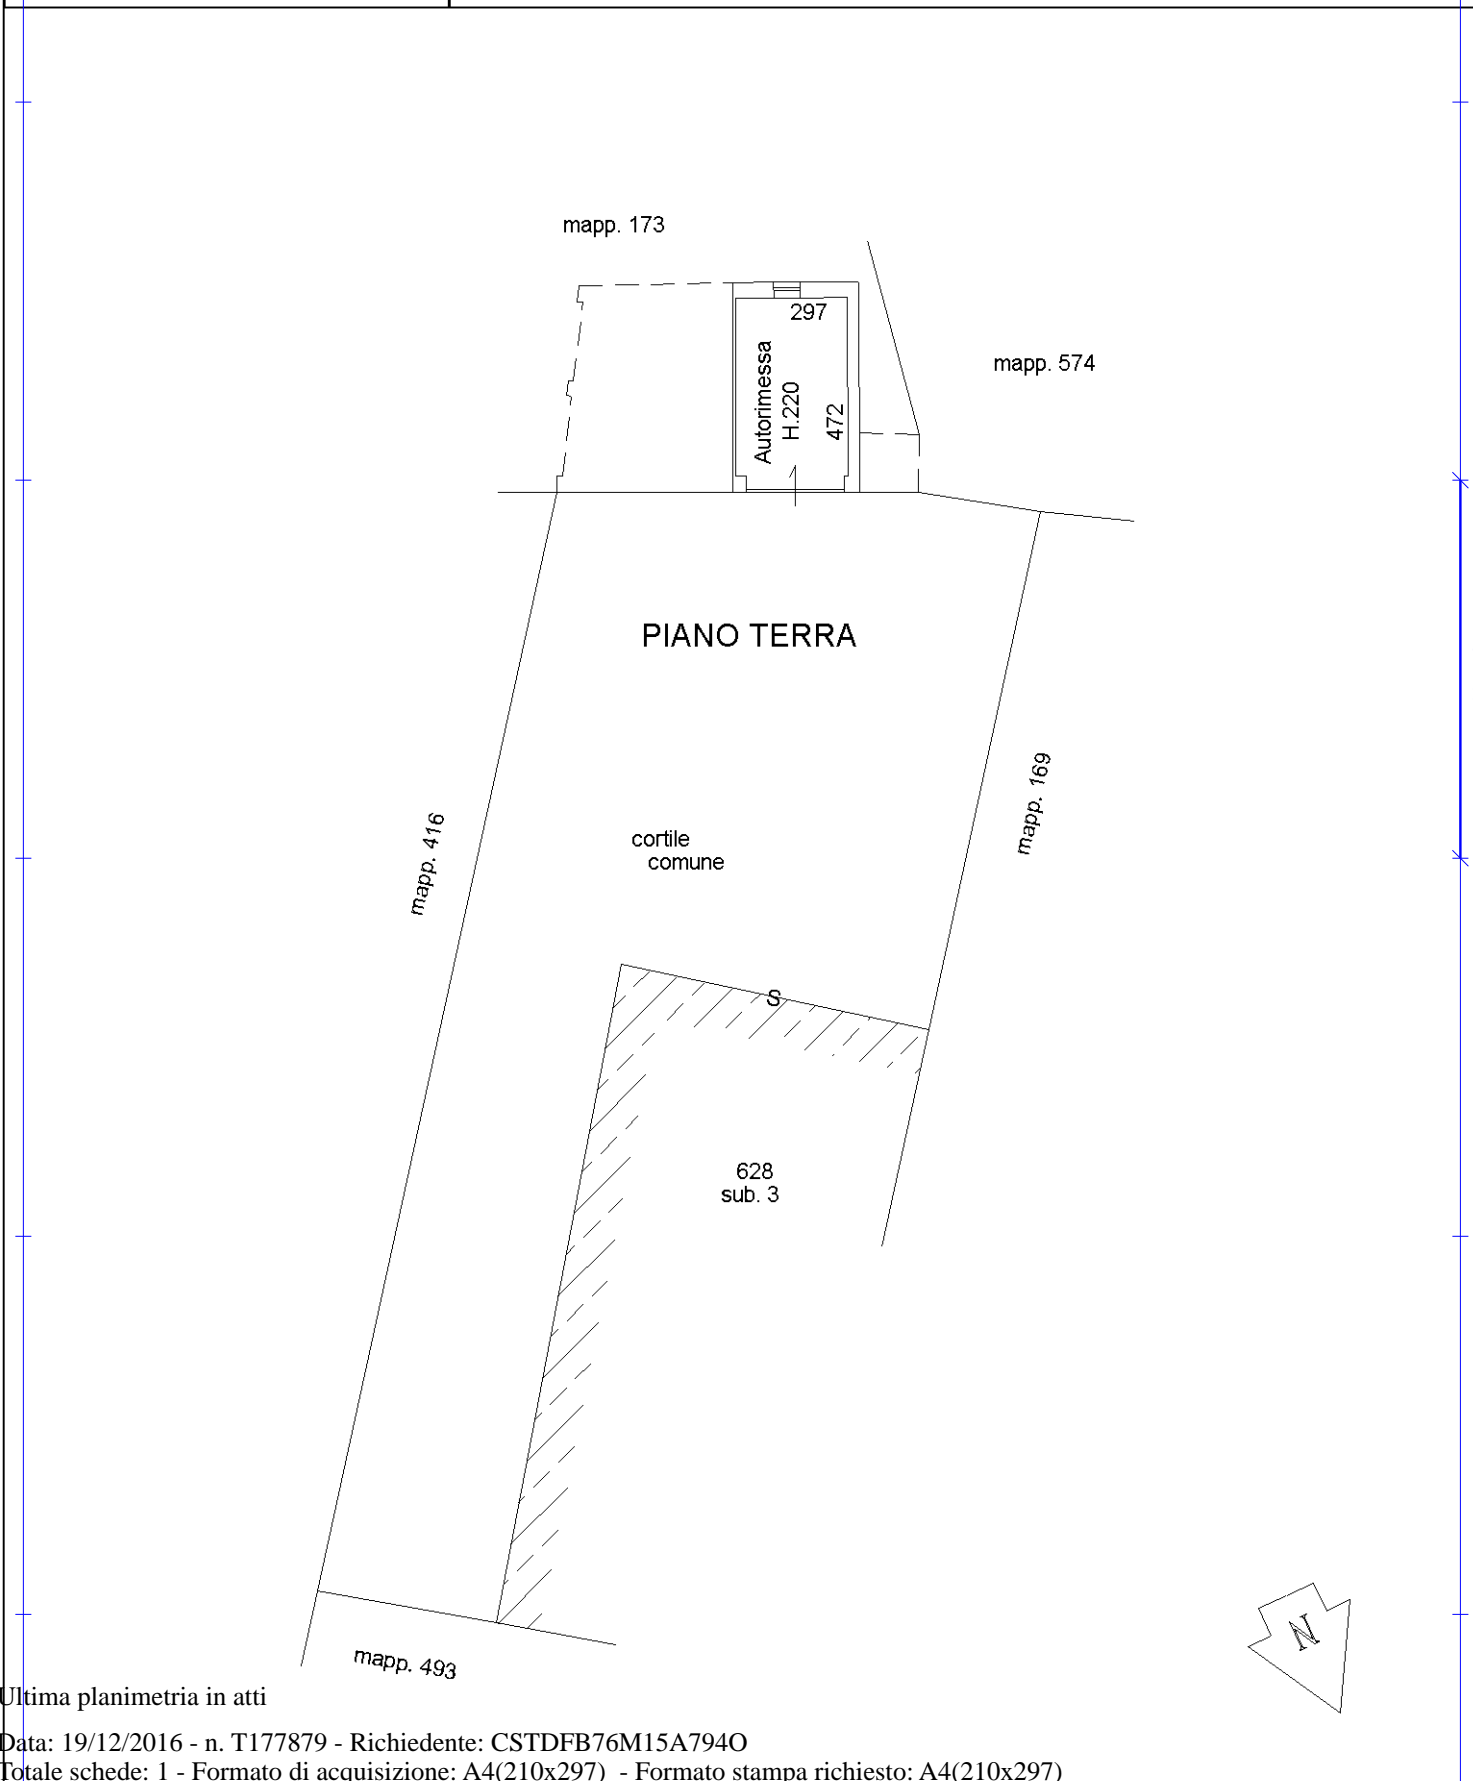 mapp. 173
297
mapp. 574
Autorimessa
H.220
472
PIANO TERRA
mapp. 169
mapp. 416
cortile
comune
S
628
sub. 3
N
mapp. 493
Ultima planimetria in atti
Data: 19/12/2016 - n. T177879 - Richiedente: CSTDFB76M15A794O
Totale schede: 1 - Formato di acquisizione: A4(210x297) - Formato stampa richiesto: A4(210x297)